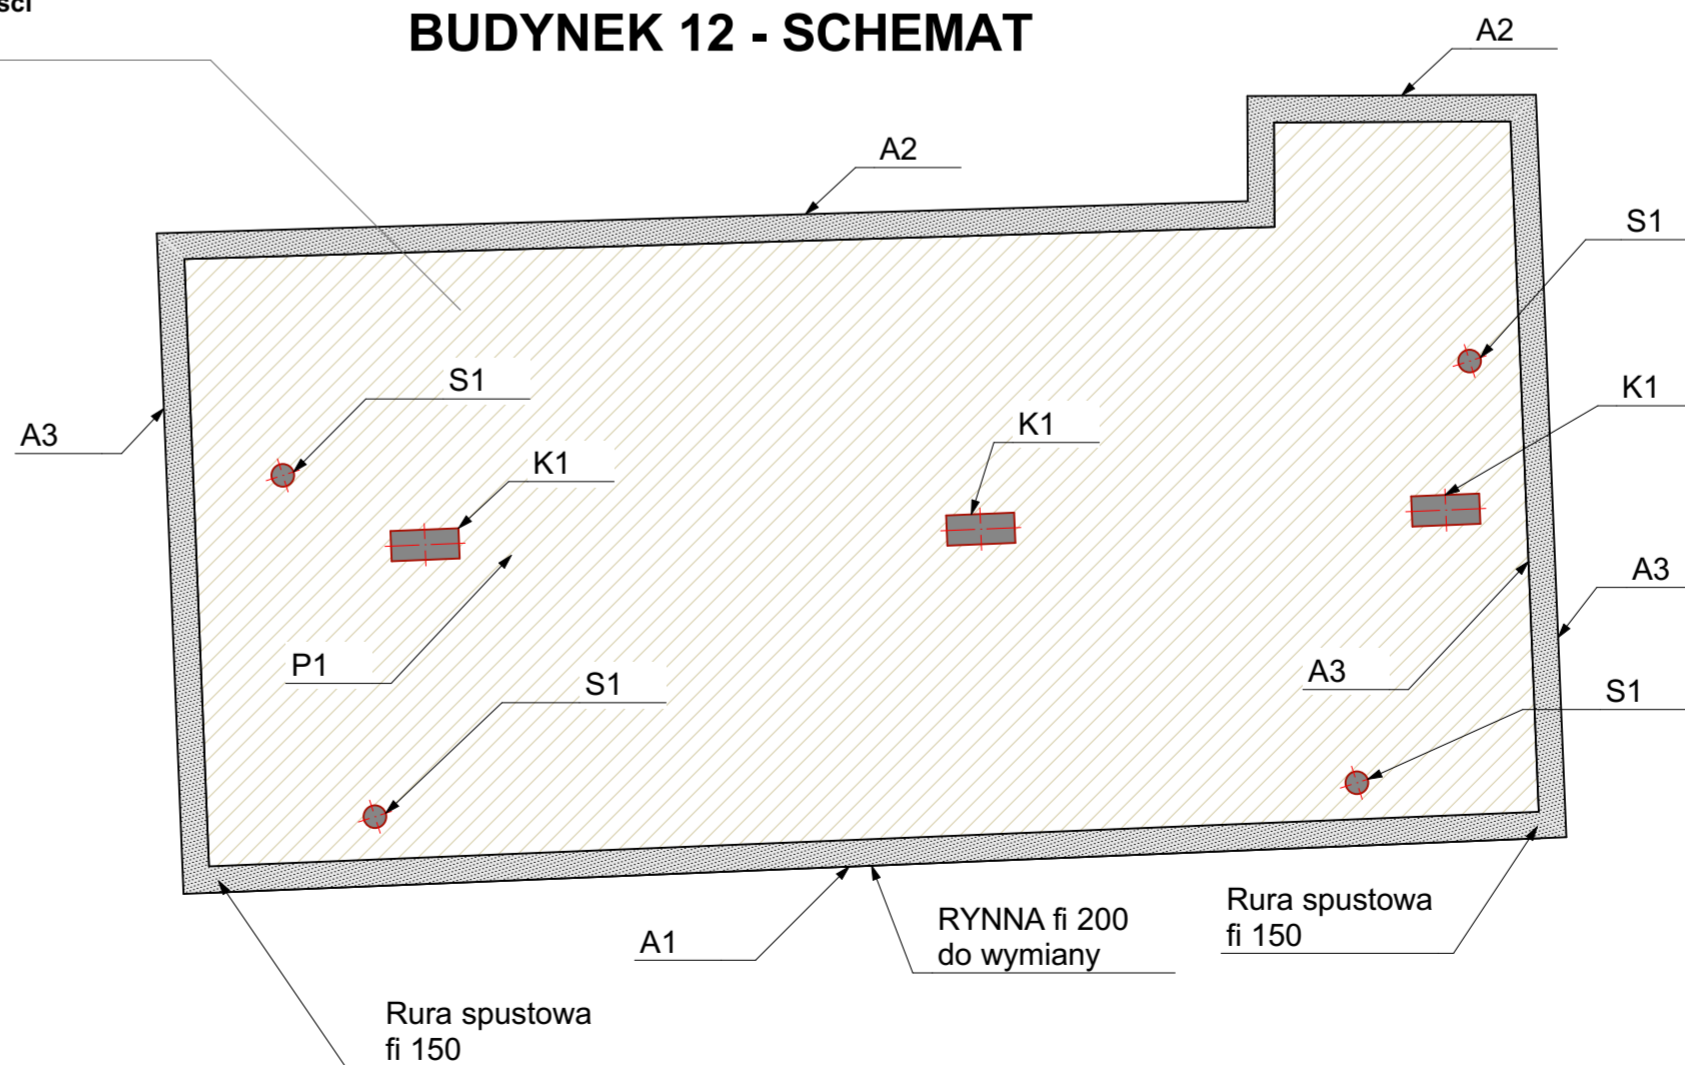 BUDYNEK 12 - SCHEMAT
A2
A2
S1
S1
K1
K1
K1
A3
A3
P1
S1
A3
S1
A1
RYNNA fi 200
do wymiany
Rura spustowa
fi 150
Rura spustowa
fi 150